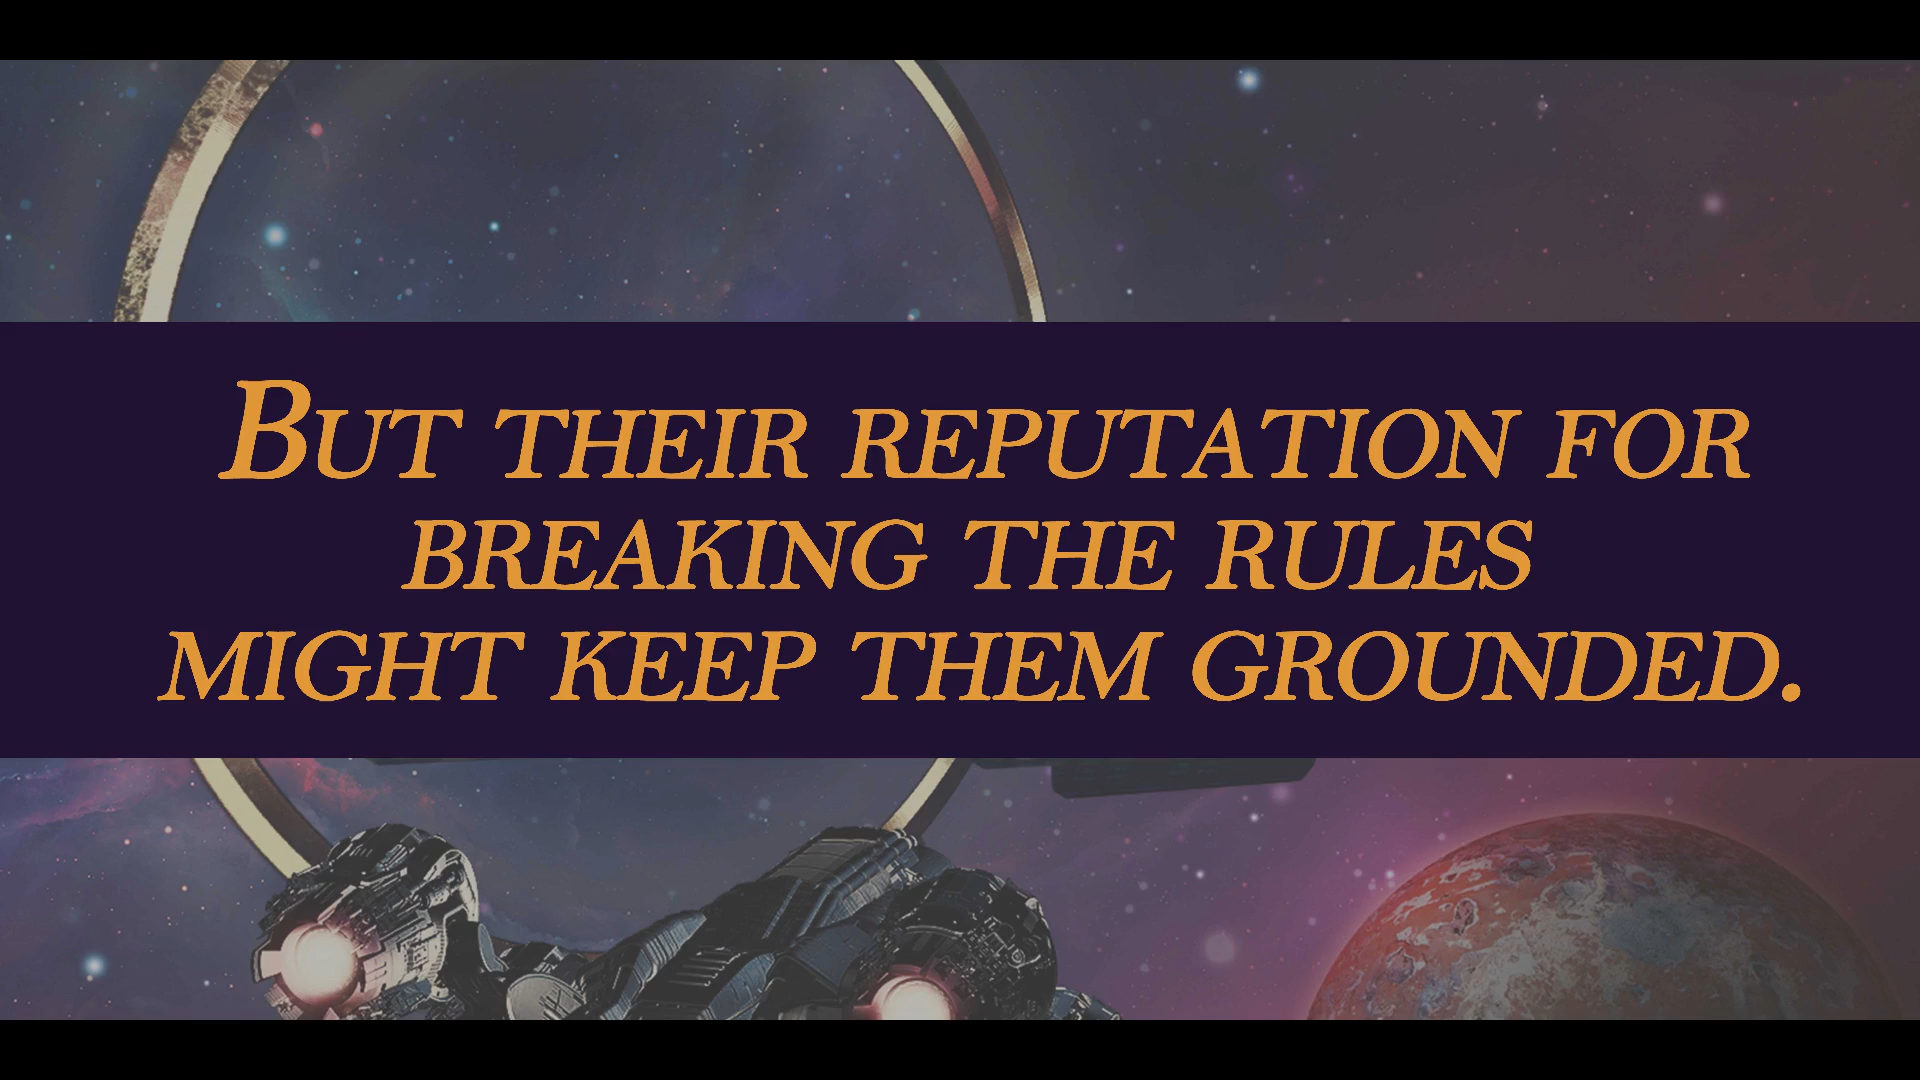 But their reputation for
breaking the rules
might keep them grounded.